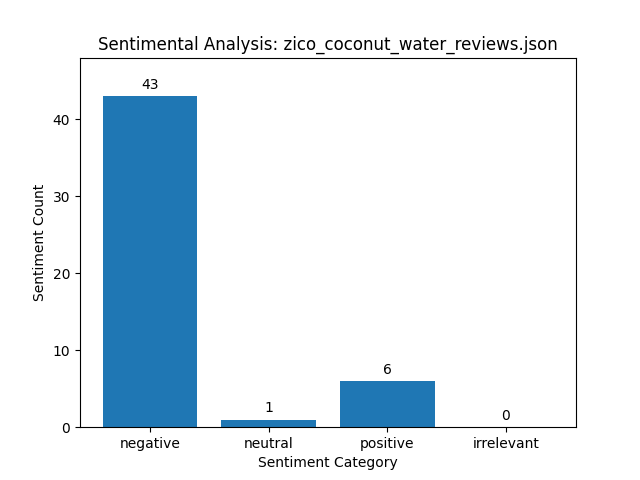 Sentimental Analysis: zico_coconut_water_reviews.json
43
1
6
0
40
30
20
10
0
Sentiment Count
negative
neutral
positive
irrelevant
Sentiment Category